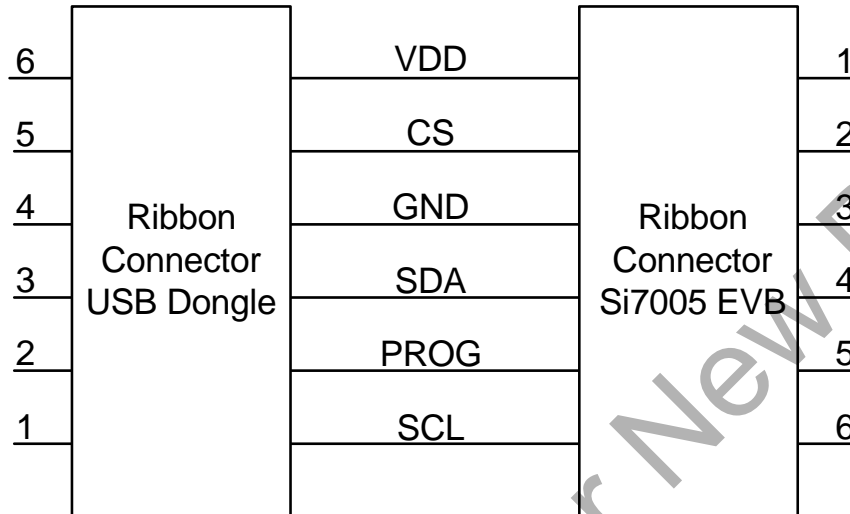 6 VDD 1
5 CS 2
4 GND 3
3 SDA 4
2 PROG 5
1 SCL 6
Ribbon
Connector
USB Dongle
Ribbon
Connector
Si7005 EVB
r New